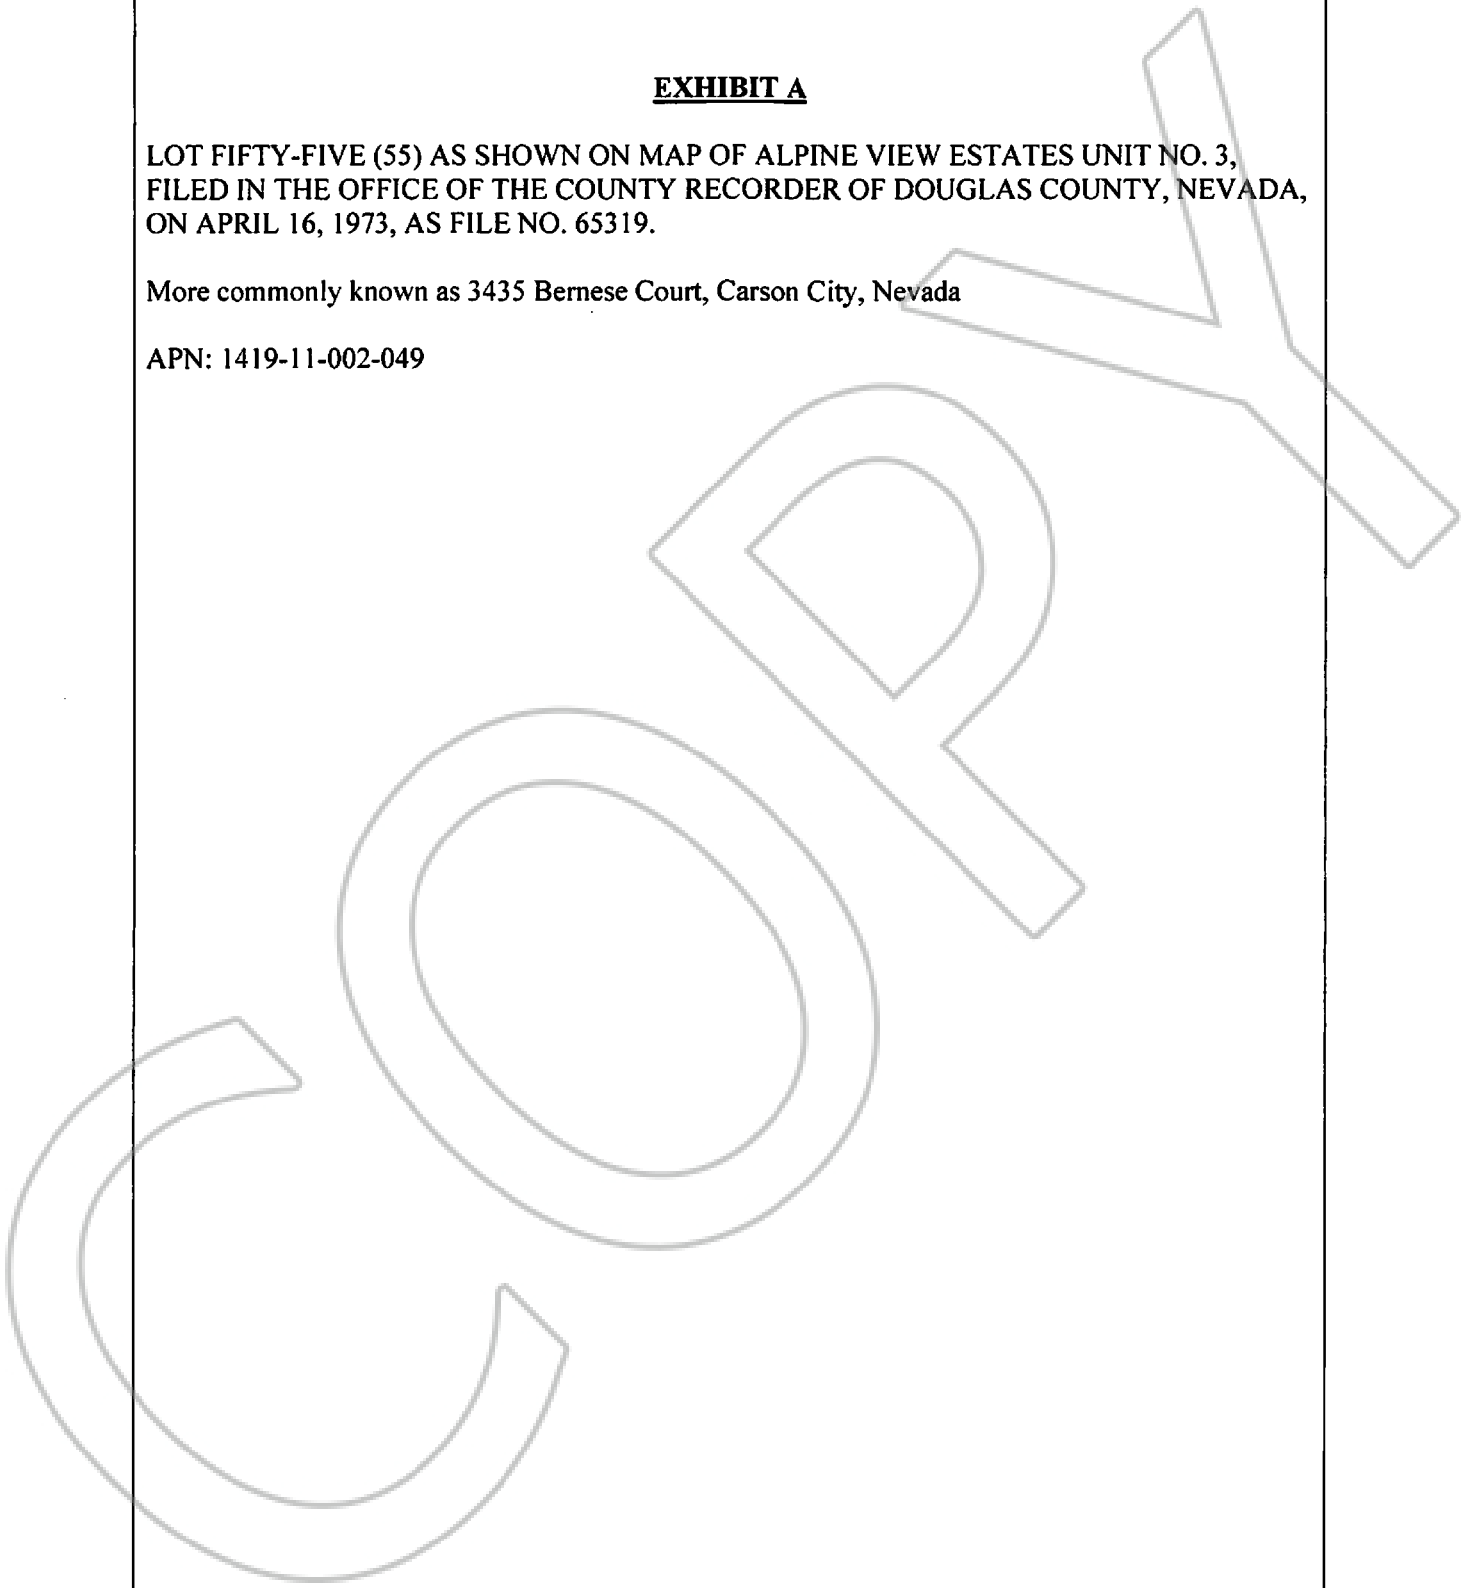 EXHIBIT A
LOT FIFTY-FIVE (55) AS SHOWN ON MAP OF ALPINE VIEW ESTATES UNIT NO. 3,
FILED IN THE OFFICE OF THE COUNTY RECORDER OF DOUGLAS COUNTY, NEVADA,
ON APRIL 16, 1973, AS FILE NO. 65319.
More commonly known as 3435 Bernese Court, Carson City, Nevada
APN: 1419-11-002-049
COPY